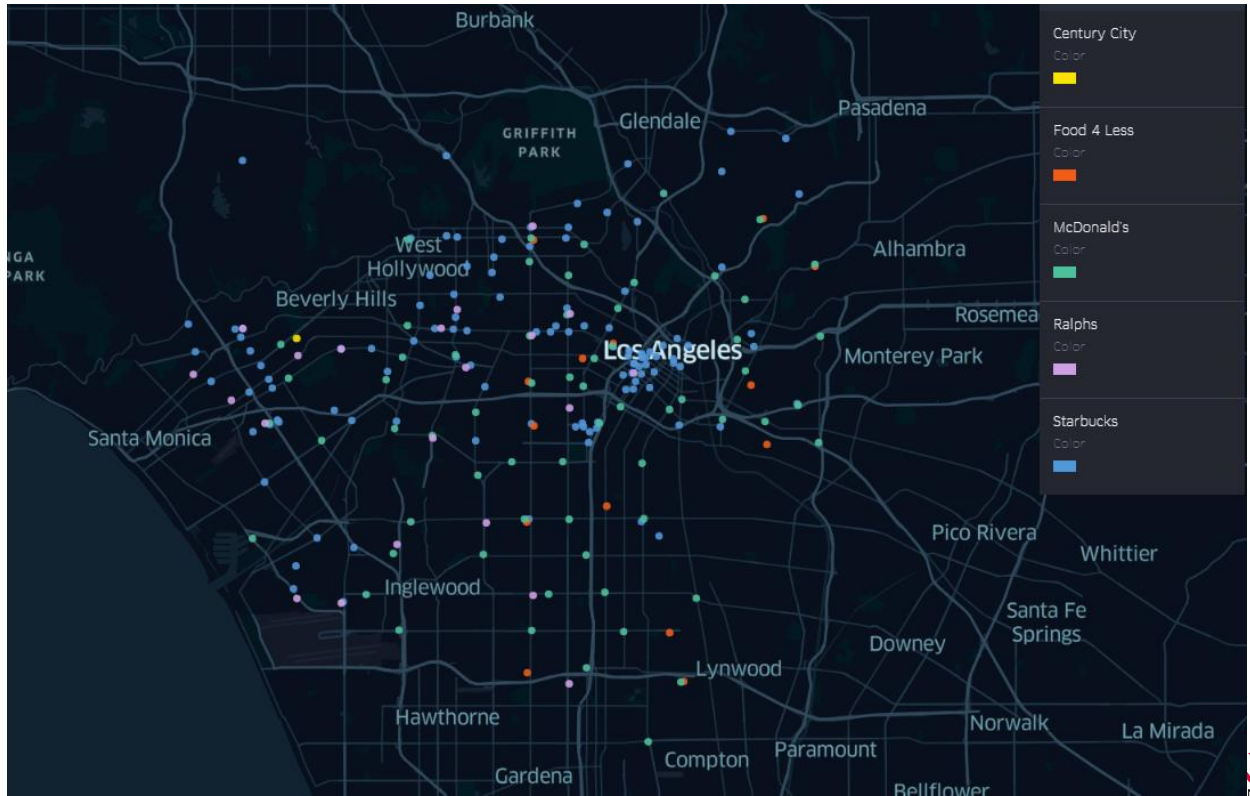 Burbank
Glendale
Pasadena
GRIFFITH
PARK
West
Hollywood
Alhambra
Beverly Hills
Rosemea
Los Angeles
Monterey Park
Santa Monica
Pico Rivera
Whittier
Inglewood
Santa Fe
Springs
Downey
Lynwood
Hawthorne
Norwalk
La Mirada
Paramount
Compton
Gardena
Bellflower
NGA
PARK
Century City
Color
Food 4 Less
Color
McDonald's
Color
Ralphs
Color
Starbucks
Color